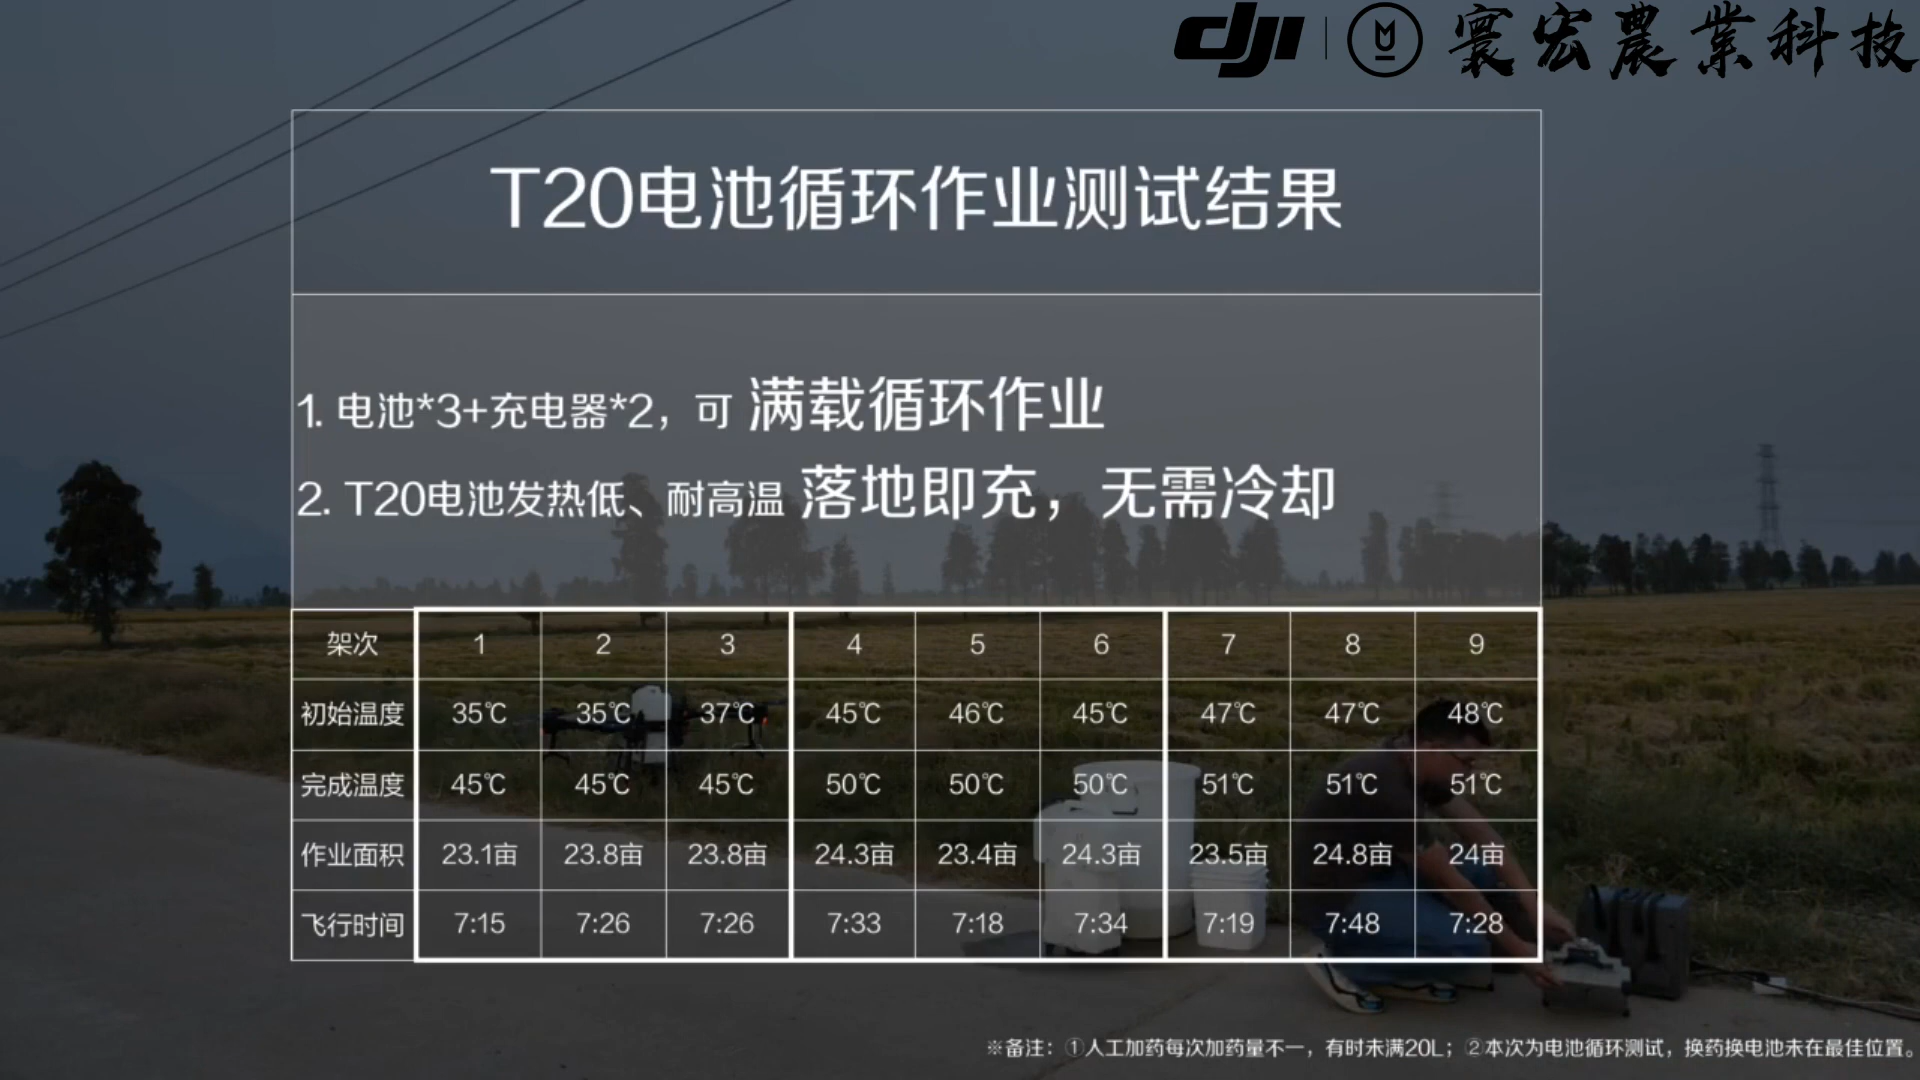 dji 寰宏農業科技
T20电池循环作业测试结果
1. 电池*3+充电器*2，可 满载循环作业
2. T20电池发热低、耐高温 落地即充，无需冷却
架次 1 2 3 4 5 6 7 8 9
初始温度 35℃ 35℃ 37℃ 45℃ 46℃ 45℃ 47℃ 47℃ 48℃
完成温度 45℃ 45℃ 45℃ 50℃ 50℃ 50℃ 51℃ 51℃ 51℃
作业面积 23.1亩 23.8亩 23.8亩 24.3亩 23.4亩 24.3亩 23.5亩 24.8亩 24亩
飞行时间 7:15 7:26 7:26 7:33 7:18 7:34 7:19 7:48 7:28
※备注：①人工加药每次加药量不一，有时未满20L；②本次为电池循环测试，换药换电池未在最佳位置。